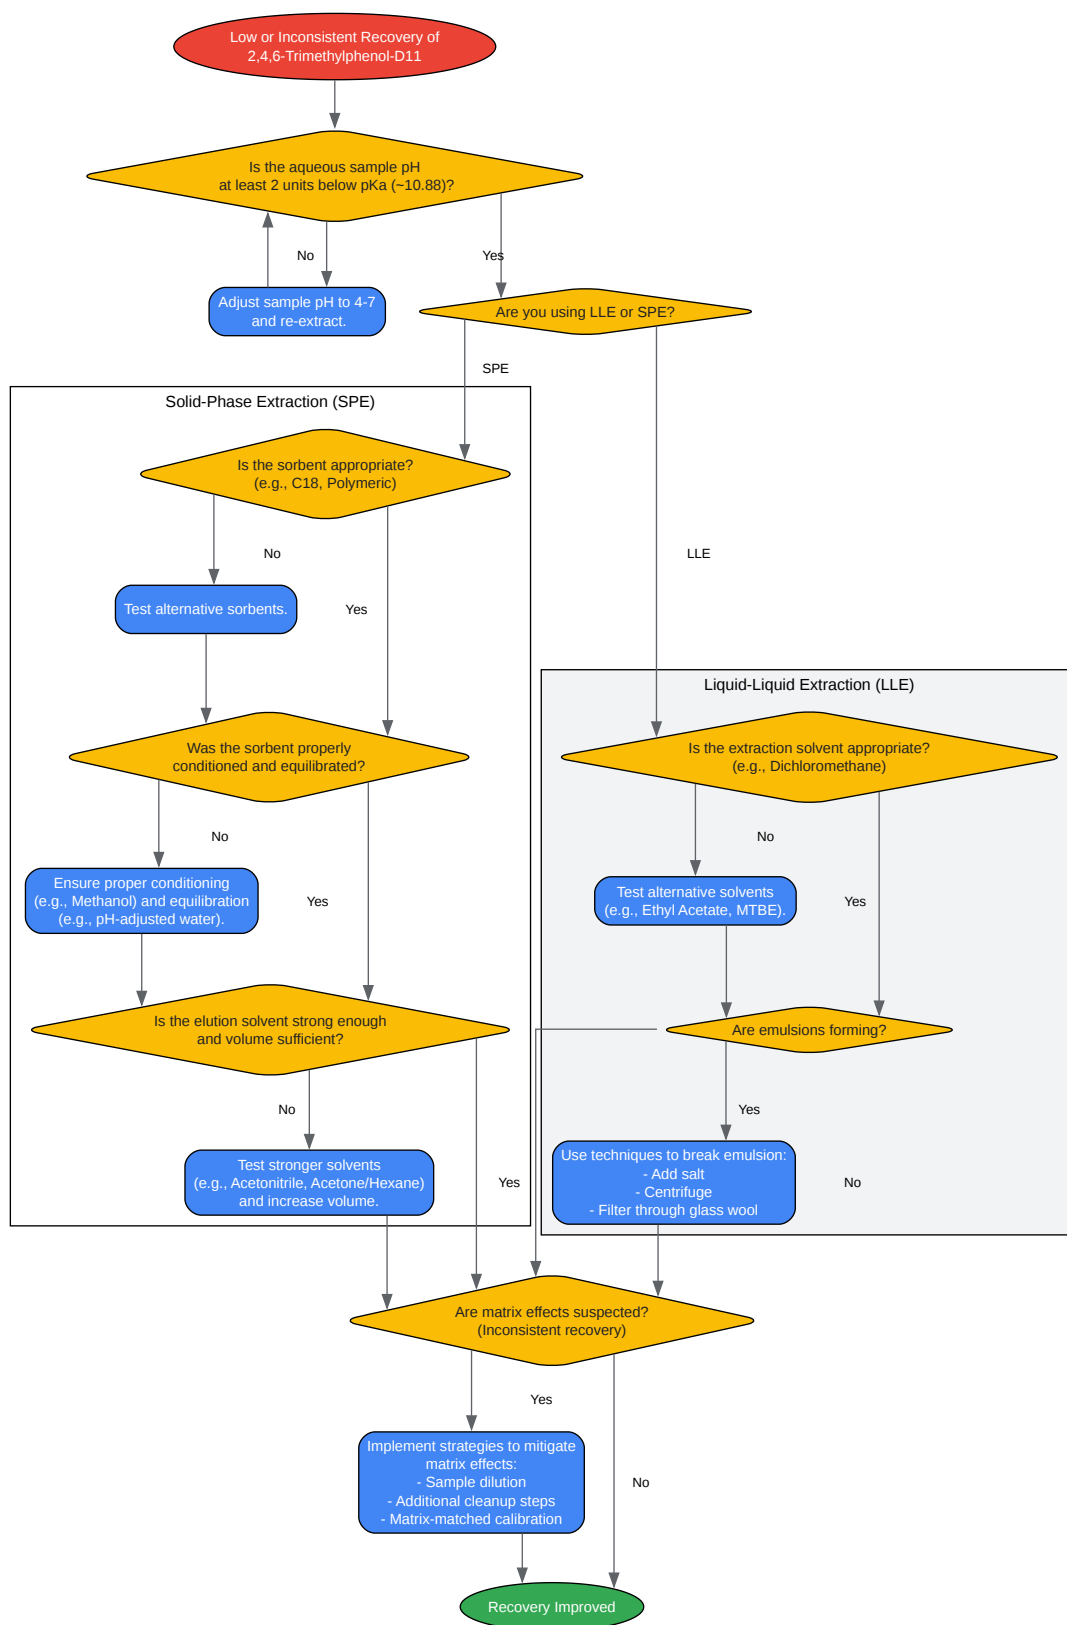 Low or Inconsistent Recovery of
2,4,6-Trimethylphenol-D11
Is the aqueous sample pH
at least 2 units below pKa (~10.88)?
No
Yes
Adjust sample pH to 4-7
and re-extract.
Are you using LLE or SPE?
SPE
LLE
Solid-Phase Extraction (SPE)
Is the sorbent appropriate?
(e.g., C18, Polymeric)
No
Test alternative sorbents.
Yes
Was the sorbent properly
conditioned and equilibrated?
No
Ensure proper conditioning
(e.g., Methanol) and equilibration
(e.g., pH-adjusted water).
Yes
Is the elution solvent strong enough
and volume sufficient?
No
Test stronger solvents
(e.g., Acetonitrile, Acetone/Hexane)
and increase volume.
Yes
Liquid-Liquid Extraction (LLE)
Is the extraction solvent appropriate?
(e.g., Dichloromethane)
No
Test alternative solvents
(e.g., Ethyl Acetate, MTBE).
Yes
Are emulsions forming?
Yes
Use techniques to break emulsion:
- Add salt
- Centrifuge
- Filter through glass wool
No
Are matrix effects suspected?
(Inconsistent recovery)
Yes
Implement strategies to mitigate
matrix effects:
- Sample dilution
- Additional cleanup steps
- Matrix-matched calibration
No
Recovery Improved